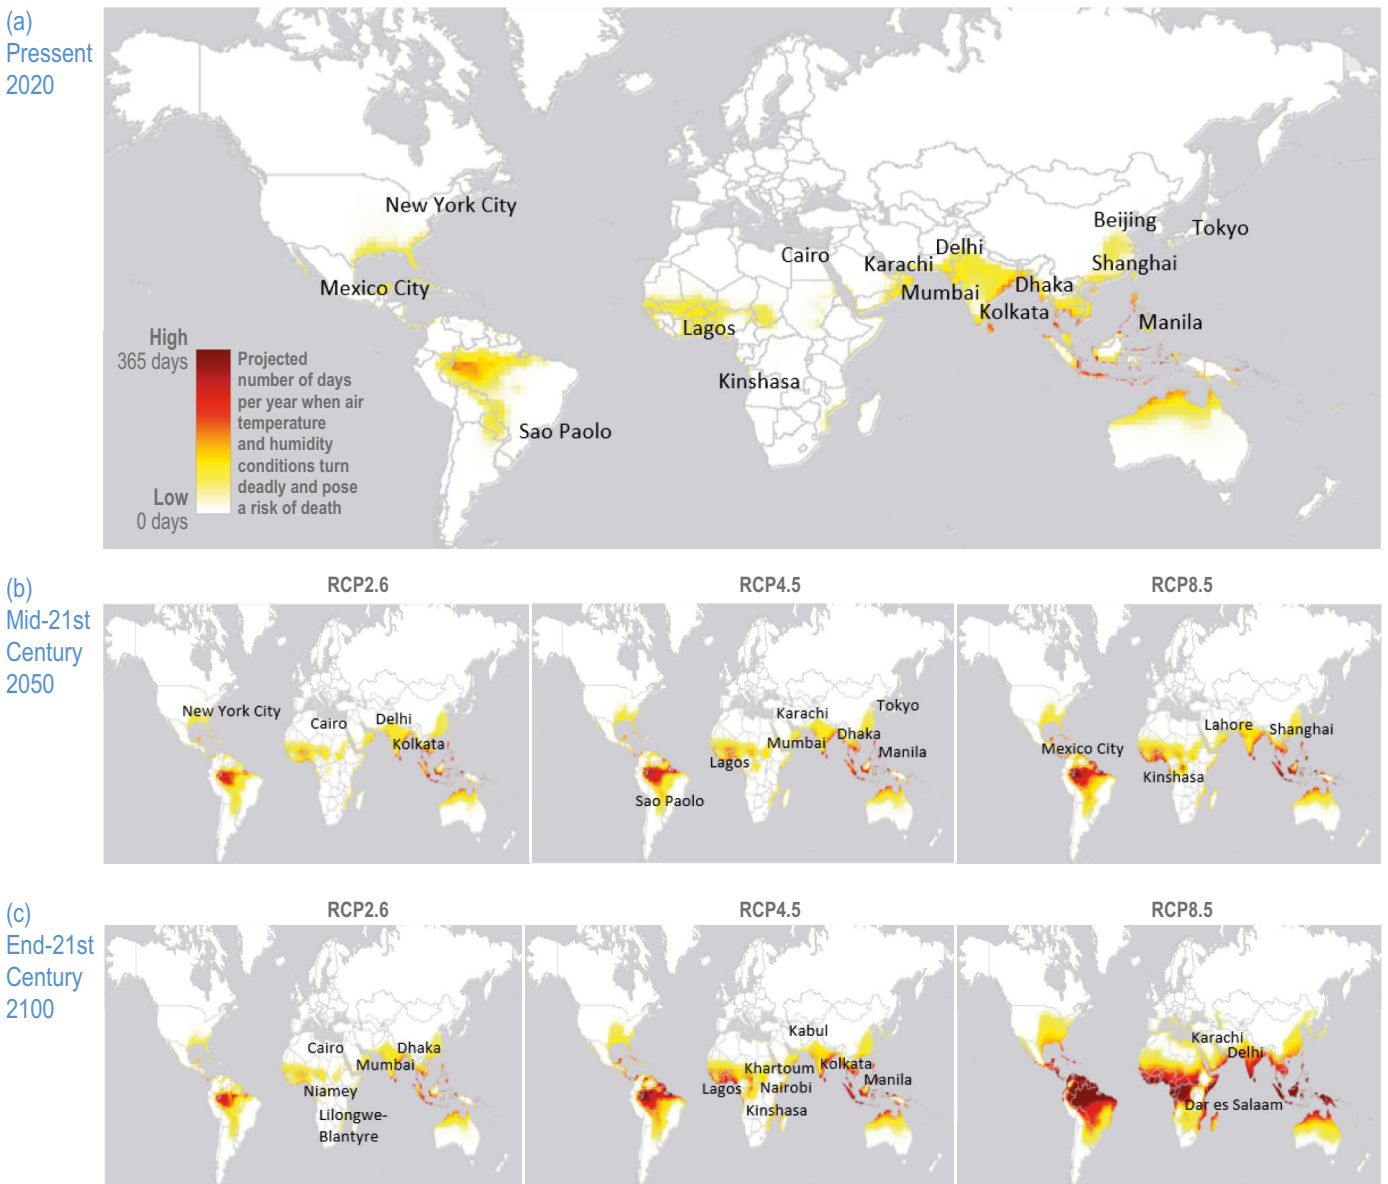 (a)
Pressent
2020
New York City
Mexico City
Sao Paolo
Cairo
Lagos
Kinshasa
Karachi
Delhi
Mumbai
Dhaka
Kolkata
Beijing
Tokyo
Shanghai
Manila
High
365 days
Low
0 days
Projected
number of days
per year when air
temperature
and humidity
conditions turn
deadly and pose
a risk of death
(b)
Mid-21st
Century
2050
RCP2.6
New York City
Cairo
Delhi
Kolkata
RCP4.5
Karachi
Tokyo
Mumbai
Dhaka
Manila
Lagos
Sao Paolo
RCP8.5
Lahore
Shanghai
Mexico City
Kinshasa
(c)
End-21st
Century
2100
RCP2.6
Cairo
Dhaka
Mumbai
Niamey
Lilongwe-
Blantyre
RCP4.5
Kabul
Khartoum
Kolkata
Lagos
Nairobi
Manila
Kinshasa
RCP8.5
Karachi
Delhi
Dar es Salaam